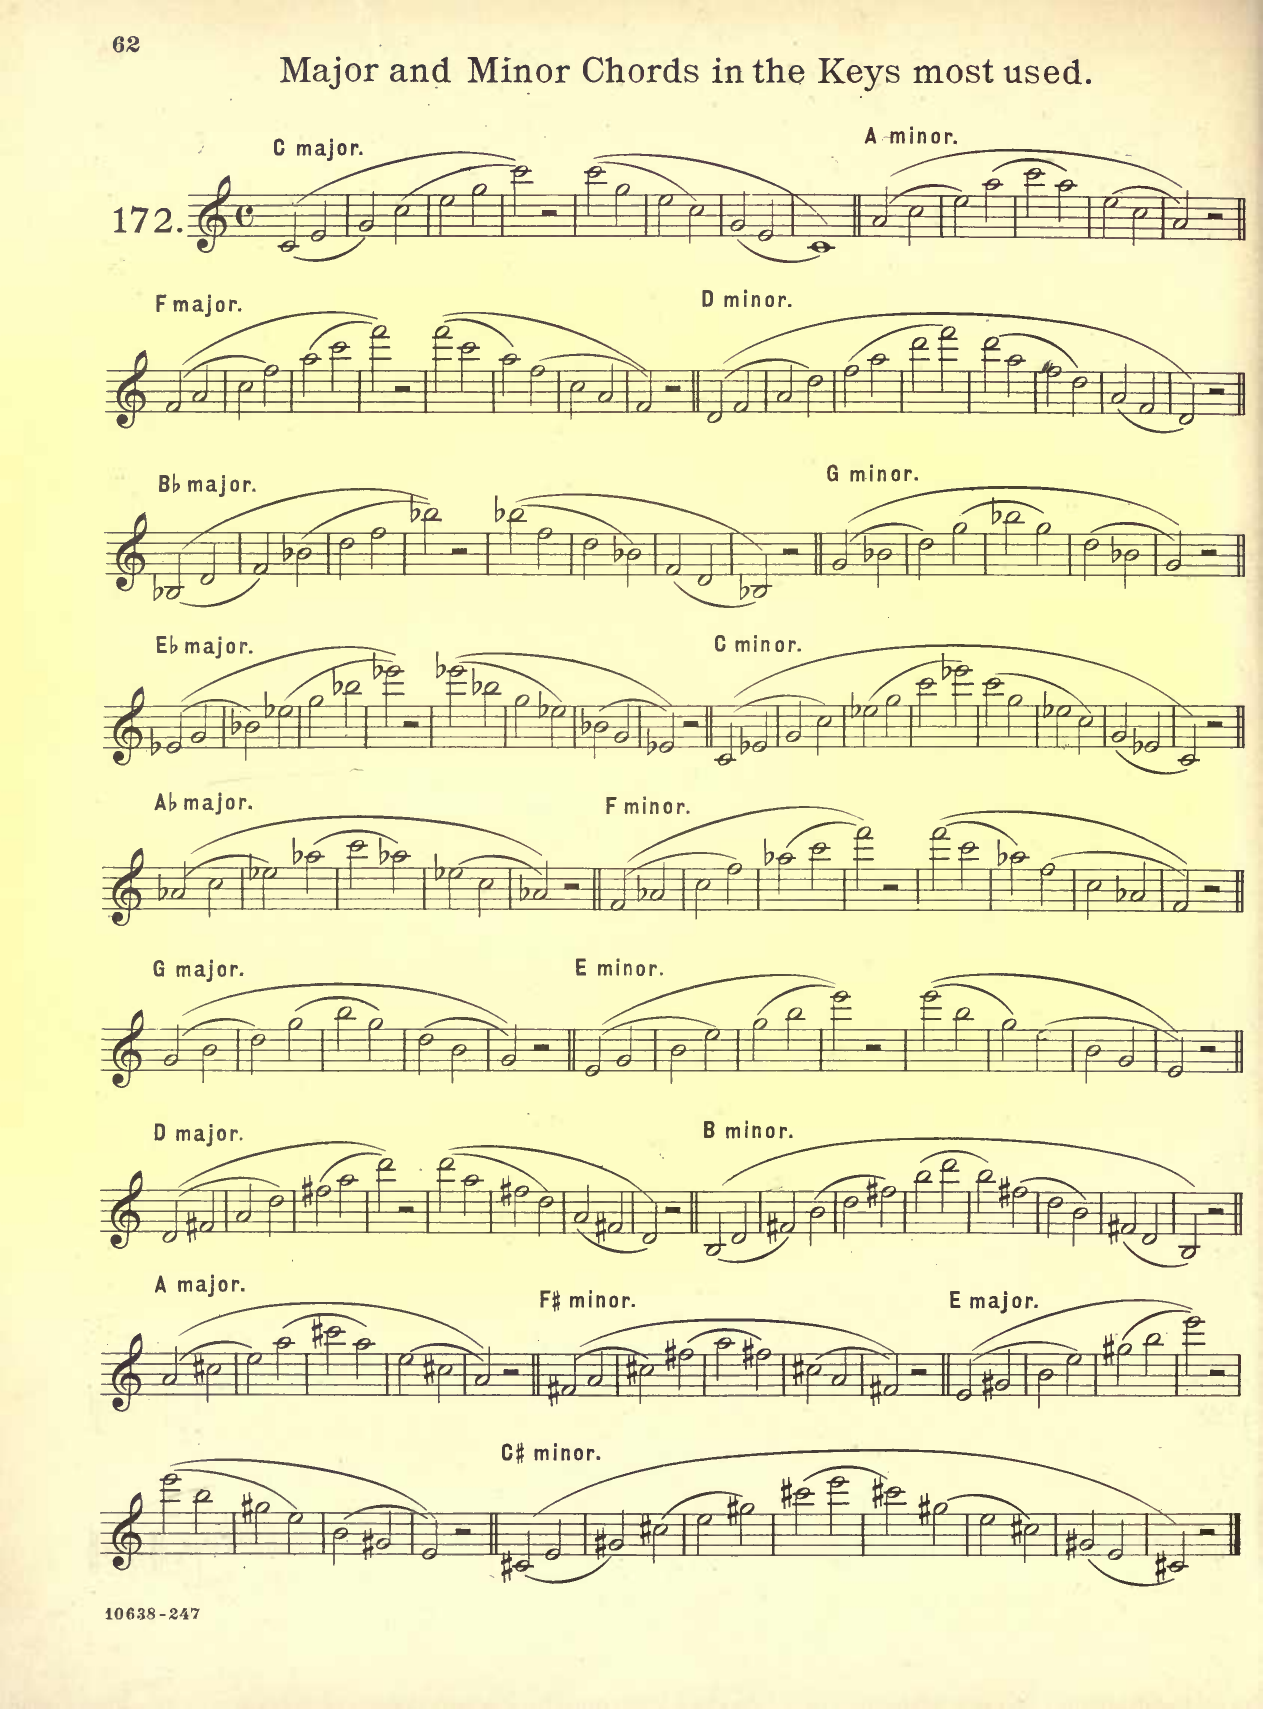 62
Major and Minor Chords in the Keys most used.
C major. A minor.
172.
F major. D minor.
B♭ major. G minor.
E♭ major. C minor.
A♭ major. F minor.
G major. E minor.
D major. B minor.
A major. F♯ minor. E major.
C♯ minor.
10638-247